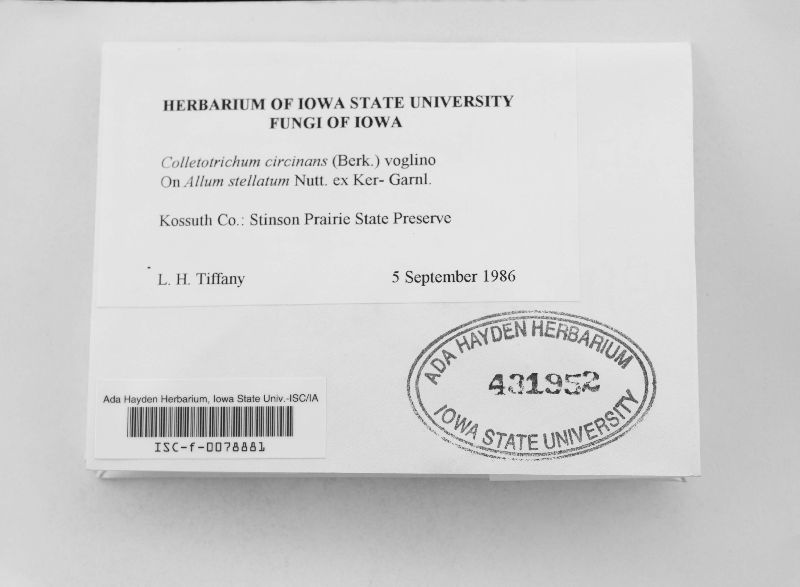 HERBARIUM OF IOWA STATE UNIVERSITY
FUNGI OF IOWA
Colletotrichum circinans (Berk.) voglino
On Allum stellatum Nutt. ex Ker- Garnl.
Kossuth Co.: Stinson Prairie State Preserve
L. H. Tiffany 5 September 1986
ADA HAYDEN HERBARIUM
431952
IOWA STATE UNIVERSITY
Ada Hayden Herbarium, Iowa State Univ.-ISC/IA
ISC-f-0078881